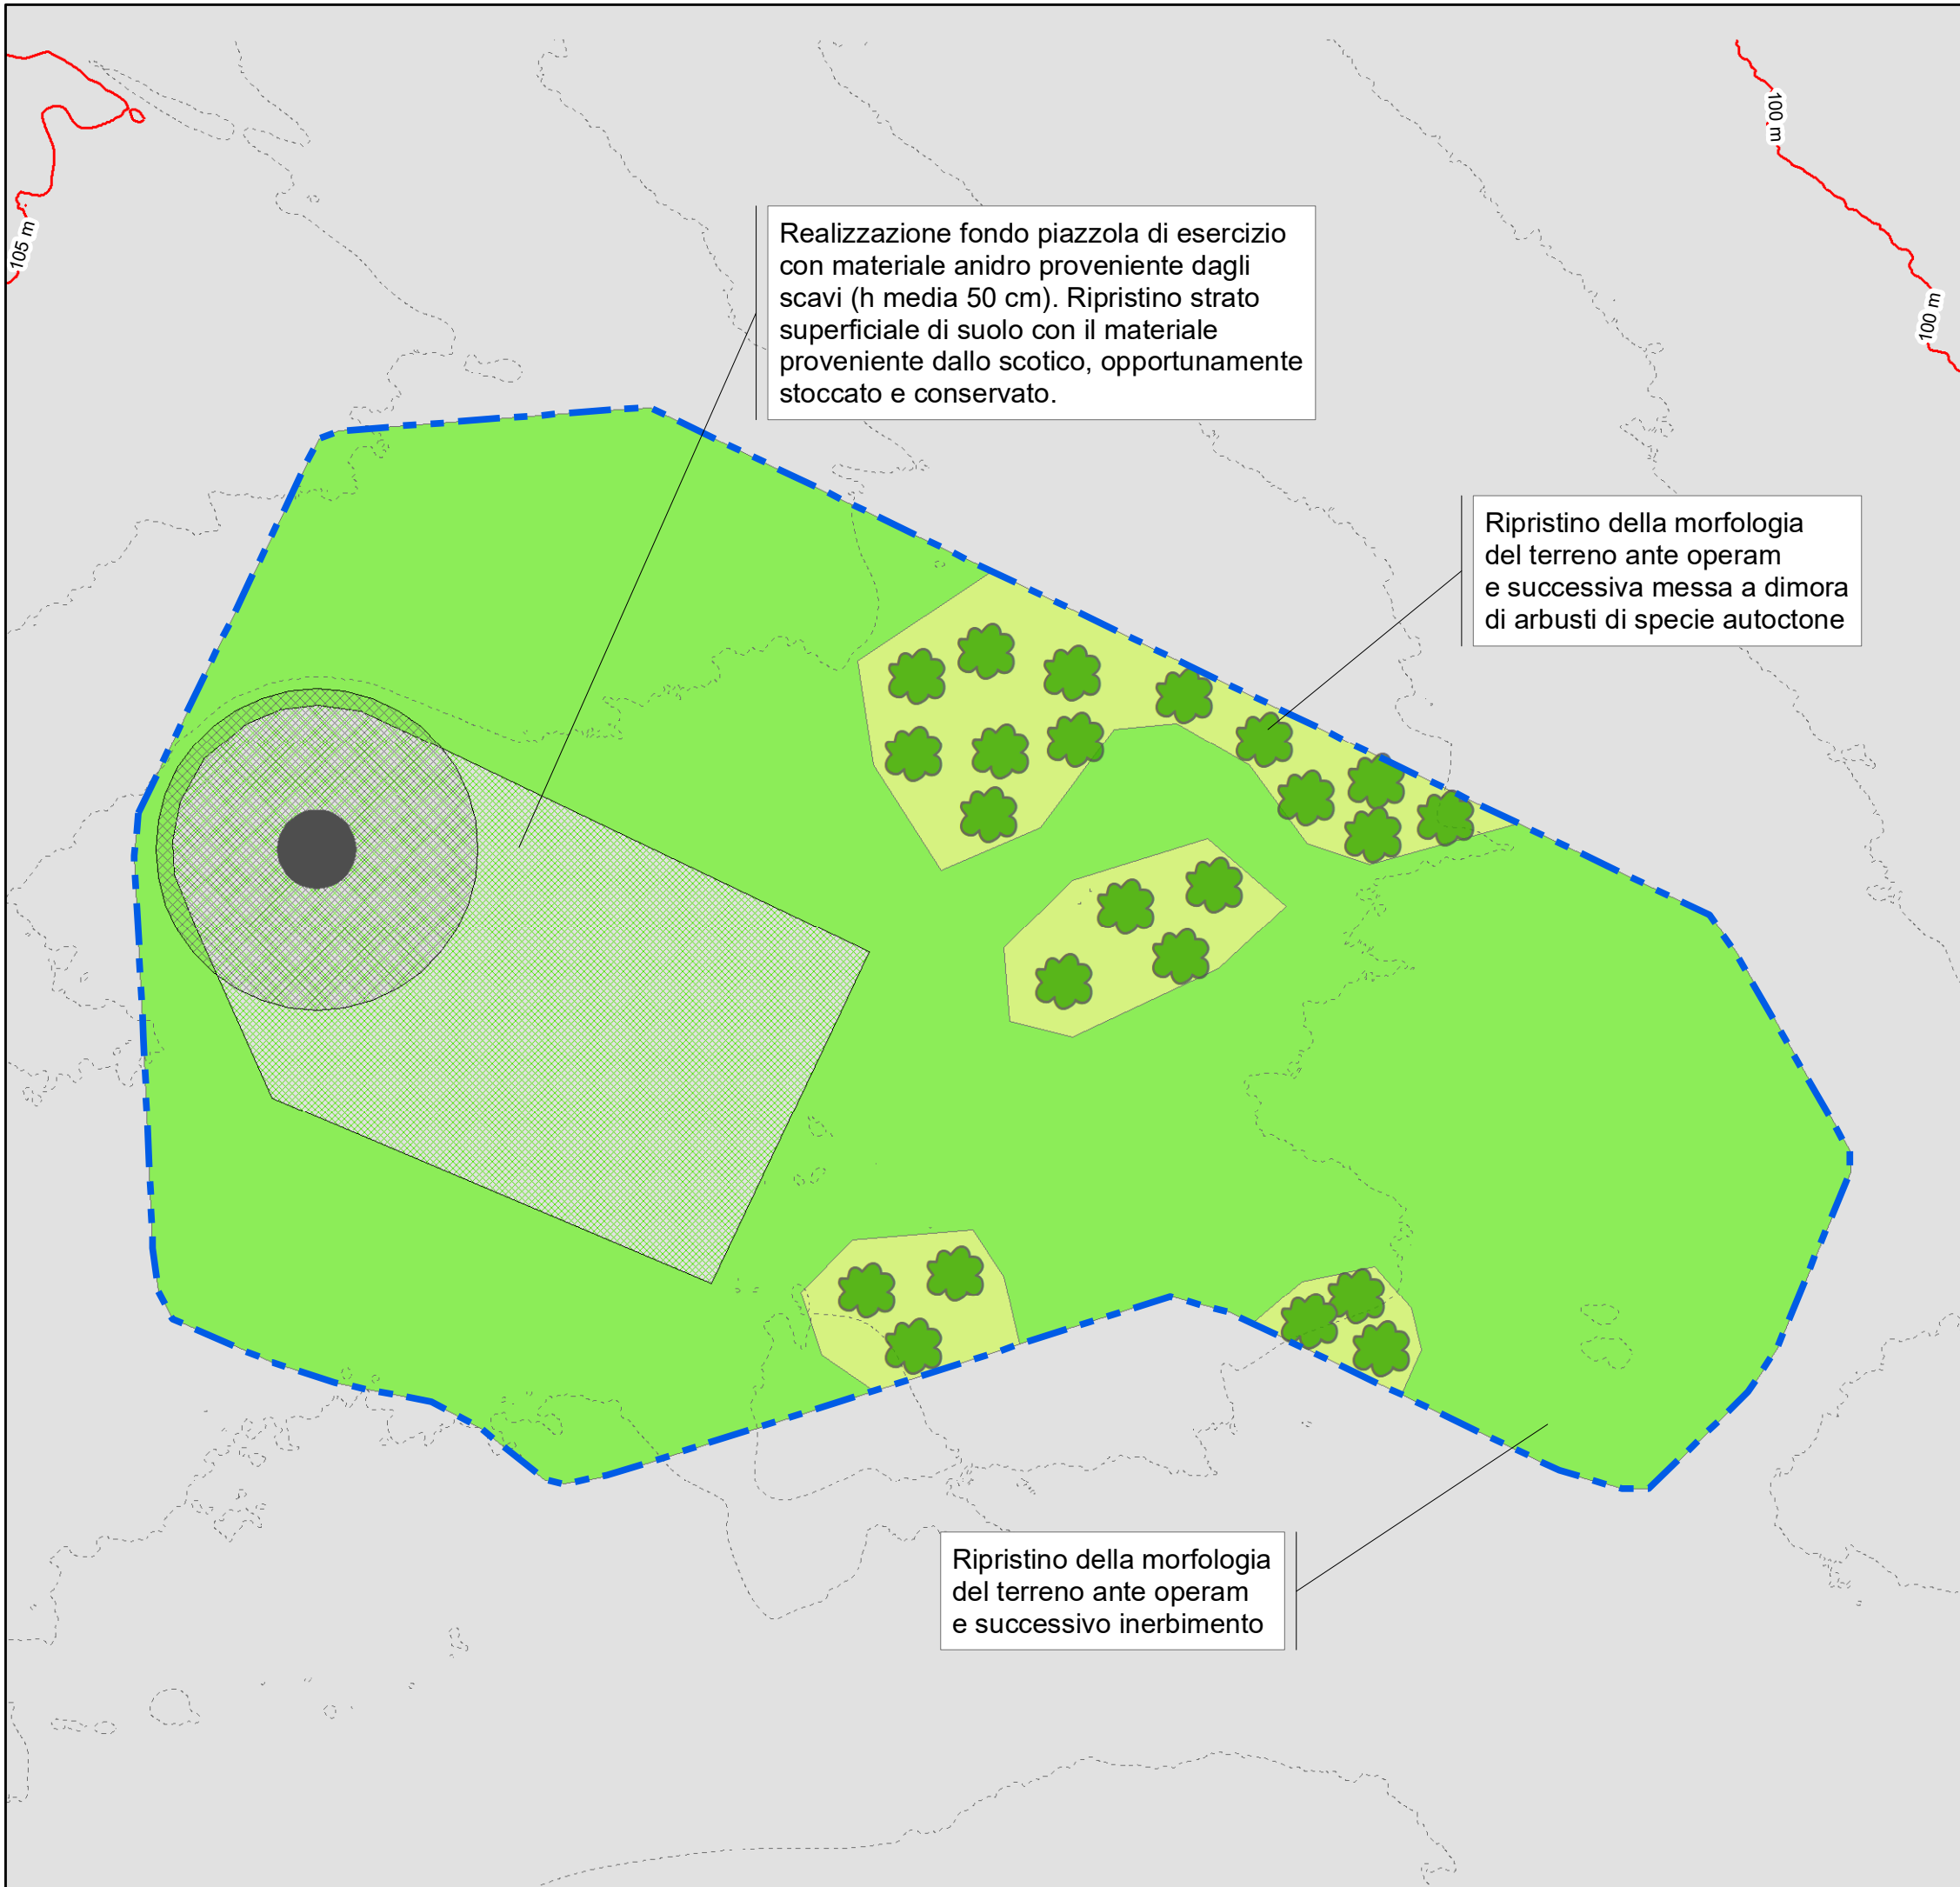 100 m
105 m
Realizzazione fondo piazzola di esercizio
con materiale anidro proveniente dagli
scavi (h media 50 cm). Ripristino strato
superficiale di suolo con il materiale
proveniente dallo scotico, opportunamente
stoccato e conservato.
100 m
Ripristino della morfologia
del terreno ante operam
e successiva messa a dimora
di arbusti di specie autoctone
Ripristino della morfologia
del terreno ante operam
e successivo inerbimento